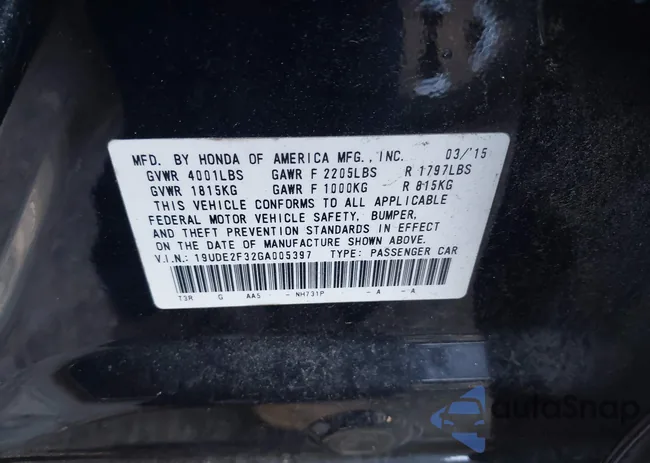 MFD. BY HONDA OF AMERICA MFG., INC. 03/'15
GVWR 4001LBS GAWR F 2205LBS R 1797LBS
GVWR 1815KG GAWR F 1000KG R 815KG
THIS VEHICLE CONFORMS TO ALL APPLICABLE
FEDERAL MOTOR VEHICLE SAFETY, BUMPER,
AND THEFT PREVENTION STANDARDS IN EFFECT
ON THE DATE OF MANUFACTURE SHOWN ABOVE.
V.I.N.: 19UDE2F32GA005397 TYPE: PASSENGER CAR
T3R G AA5 - - NH731P - A - A
autoSnap